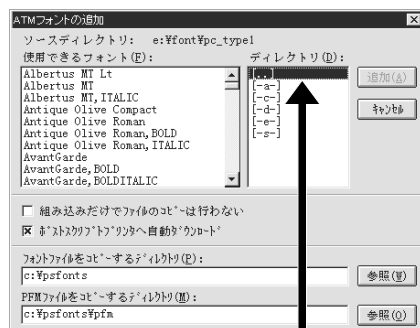 ATMフォントの追加
ソースディレクトリ: e:¥font¥pc_type1
使用できるフォント(F):
ディレクトリ(D):
Albertus MT Lt
Albertus MT
Albertus MT,ITALIC
Antique Olive Compact
Antique Olive Roman
Antique Olive Roman,BOLD
Antique Olive Roman,ITALIC
AvantGarde
AvantGarde,BOLD
AvantGarde,BOLDITALIC
[..]
[-a-]
[-c-]
[-d-]
[-e-]
[-s-]
追加(A)
キャンセル
組み込みだけでファイルのコピーは行わない
ポストスクリプトプリンタへ自動ダウンロード
フォントファイルをコピーするディレクトリ(P):
c:¥psfonts
参照(W)
PFMファイルをコピーするディレクトリ(M):
c:¥psfonts¥pfm
参照(O)